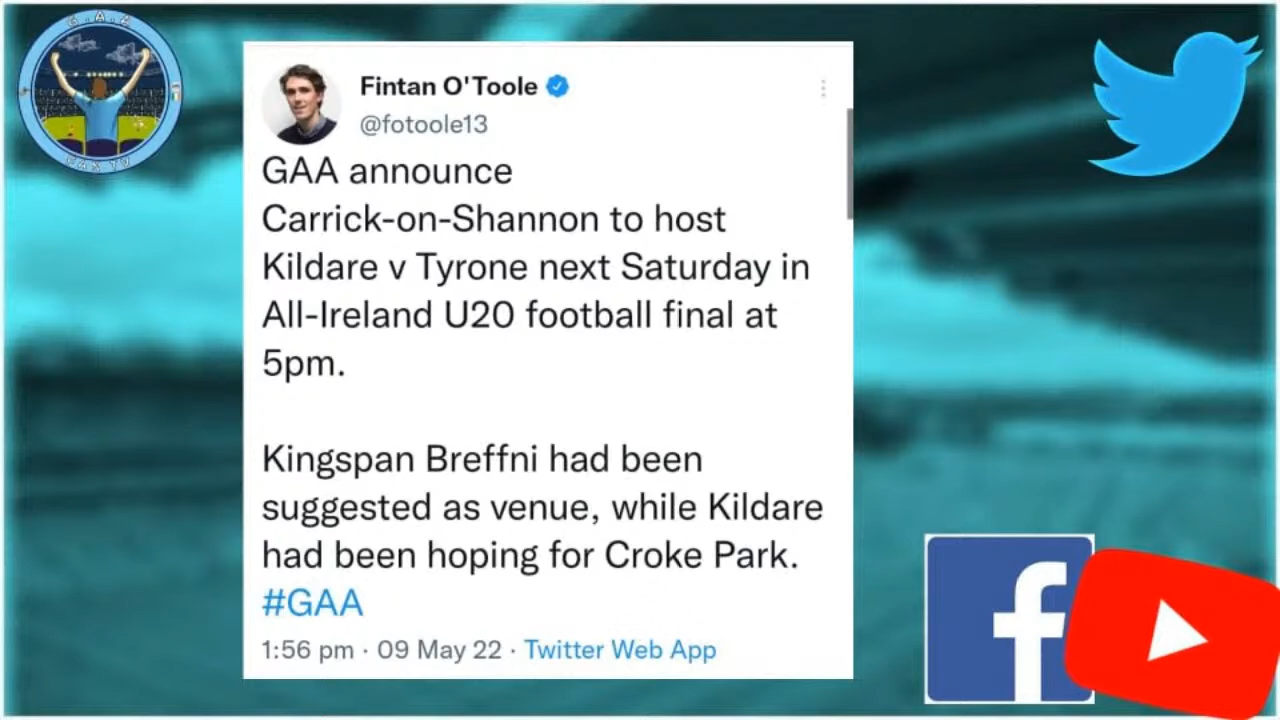 G.A.A
FAX TV
Fintan O'Toole
@fotoole13
GAA announce
Carrick-on-Shannon to host
Kildare v Tyrone next Saturday in
All-Ireland U20 football final at
5pm.
Kingspan Breffni had been
suggested as venue, while Kildare
had been hoping for Croke Park.
#GAA
1:56 pm · 09 May 22 · Twitter Web App
f